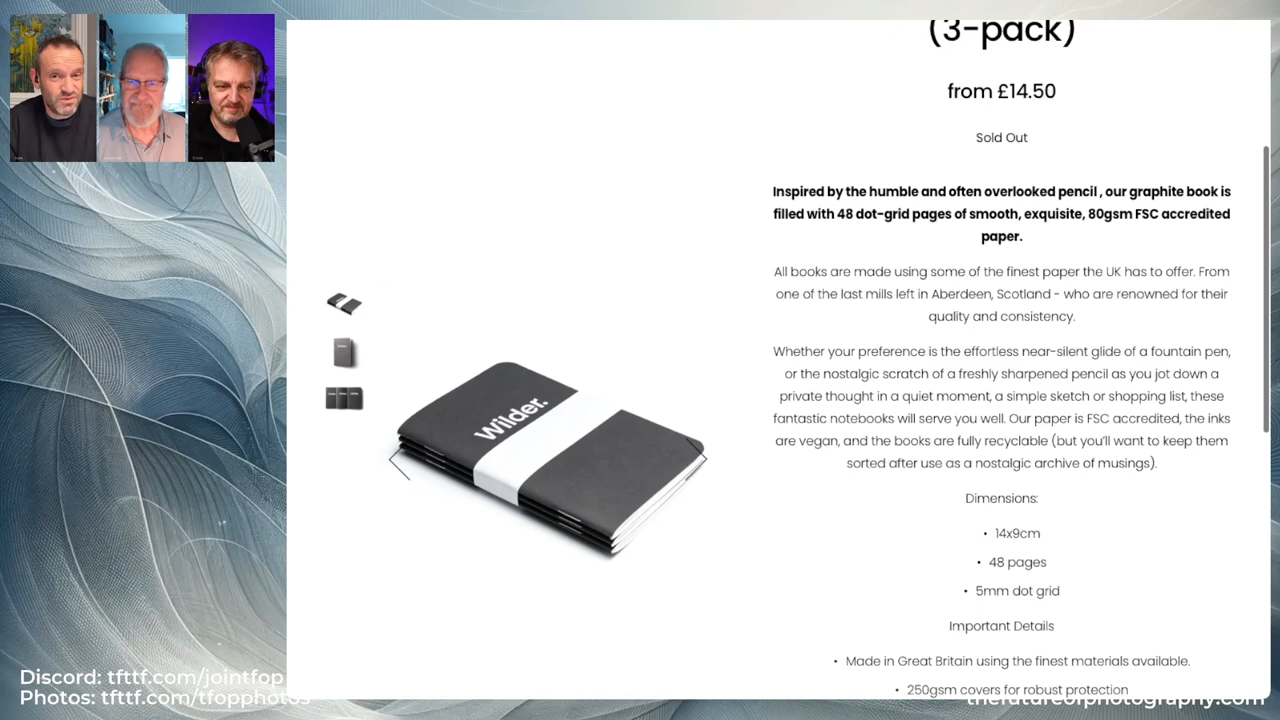 (3-pack)
from £14.50
Sold Out
Inspired by the humble and often overlooked pencil , our graphite book is
filled with 48 dot-grid pages of smooth, exquisite, 80gsm FSC accredited
paper.
All books are made using some of the finest paper the UK has to offer. From
one of the last mills left in Aberdeen, Scotland - who are renowned for their
quality and consistency.
Whether your preference is the effortless near-silent glide of a fountain pen,
or the nostalgic scratch of a freshly sharpened pencil as you jot down a
private thought in a quiet moment, a simple sketch or shopping list, these
fantastic notebooks will serve you well. Our paper is FSC accredited, the inks
are vegan, and the books are fully recyclable (but you'll want to keep them
sorted after use as a nostalgic archive of musings).
Dimensions:
• 14x9cm
• 48 pages
• 5mm dot grid
Important Details
• Made in Great Britain using the finest materials available.
• 250gsm covers for robust protection
Wilder.
Discord: tfttf.com/jointfop
Photos: tfttf.com/tfopphotos
thefutureofphotography.com